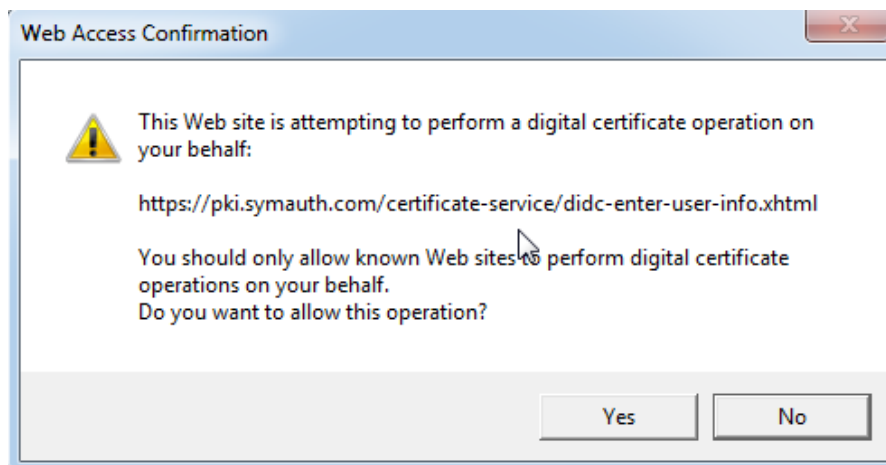 Web Access Confirmation
This Web site is attempting to perform a digital certificate operation on
your behalf:
https://pki.symauth.com/certificate-service/didc-enter-user-info.xhtml
You should only allow known Web sites to perform digital certificate
operations on your behalf.
Do you want to allow this operation?
Yes
No